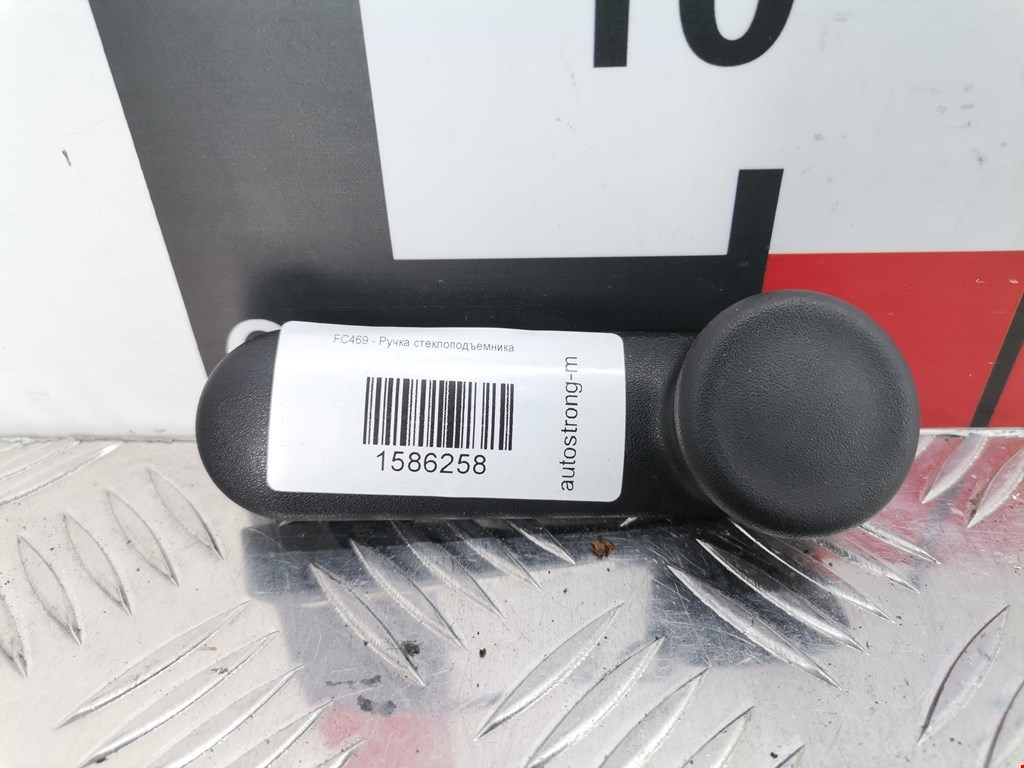 10
FC469 - Ручка стеклоподъемника
1586258
autostrong-m